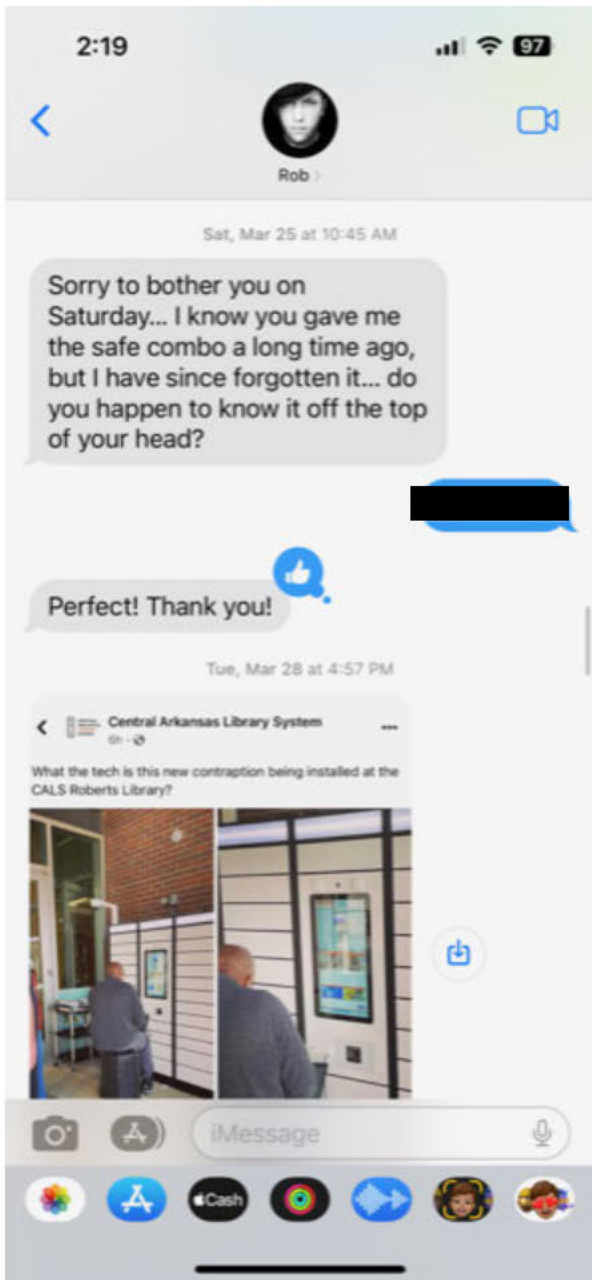 2:19
97
Rob
Sat, Mar 25 at 10:45 AM
Sorry to bother you on
Saturday... I know you gave me
the safe combo a long time ago,
but I have since forgotten it... do
you happen to know it off the top
of your head?
Perfect! Thank you!
Tue, Mar 28 at 4:57 PM
Central Arkansas Library System
6h
What the tech is this new contraption being installed at the
CALS Roberts Library?
iMessage
Cash